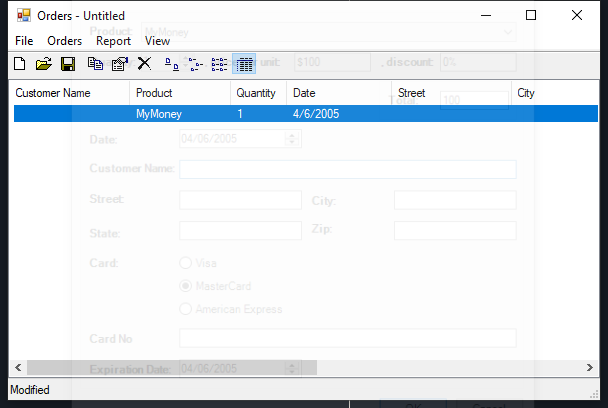 Orders - Untitled
Product: MyMoney
File Orders Report View
unit: $100 , discount: 0%
Customer Name Product Quantity Date Street City
Total: 100
MyMoney 1 4/6/2005
Date: 04/06/2005
Customer Name:
Street: City:
State: Zip:
Card: Visa
MasterCard
American Express
Card No
Expiration Date: 04/06/2005
Modified